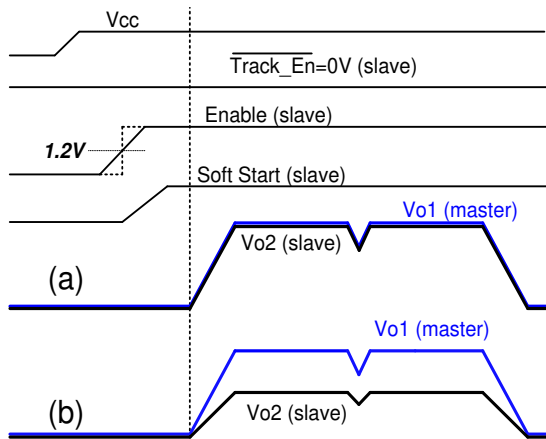 Vcc
Track_En=0V (slave)
Enable (slave)
1.2V
Soft Start (slave)
Vo1 (master)
Vo2 (slave)
(a)
Vo1 (master)
(b)
Vo2 (slave)